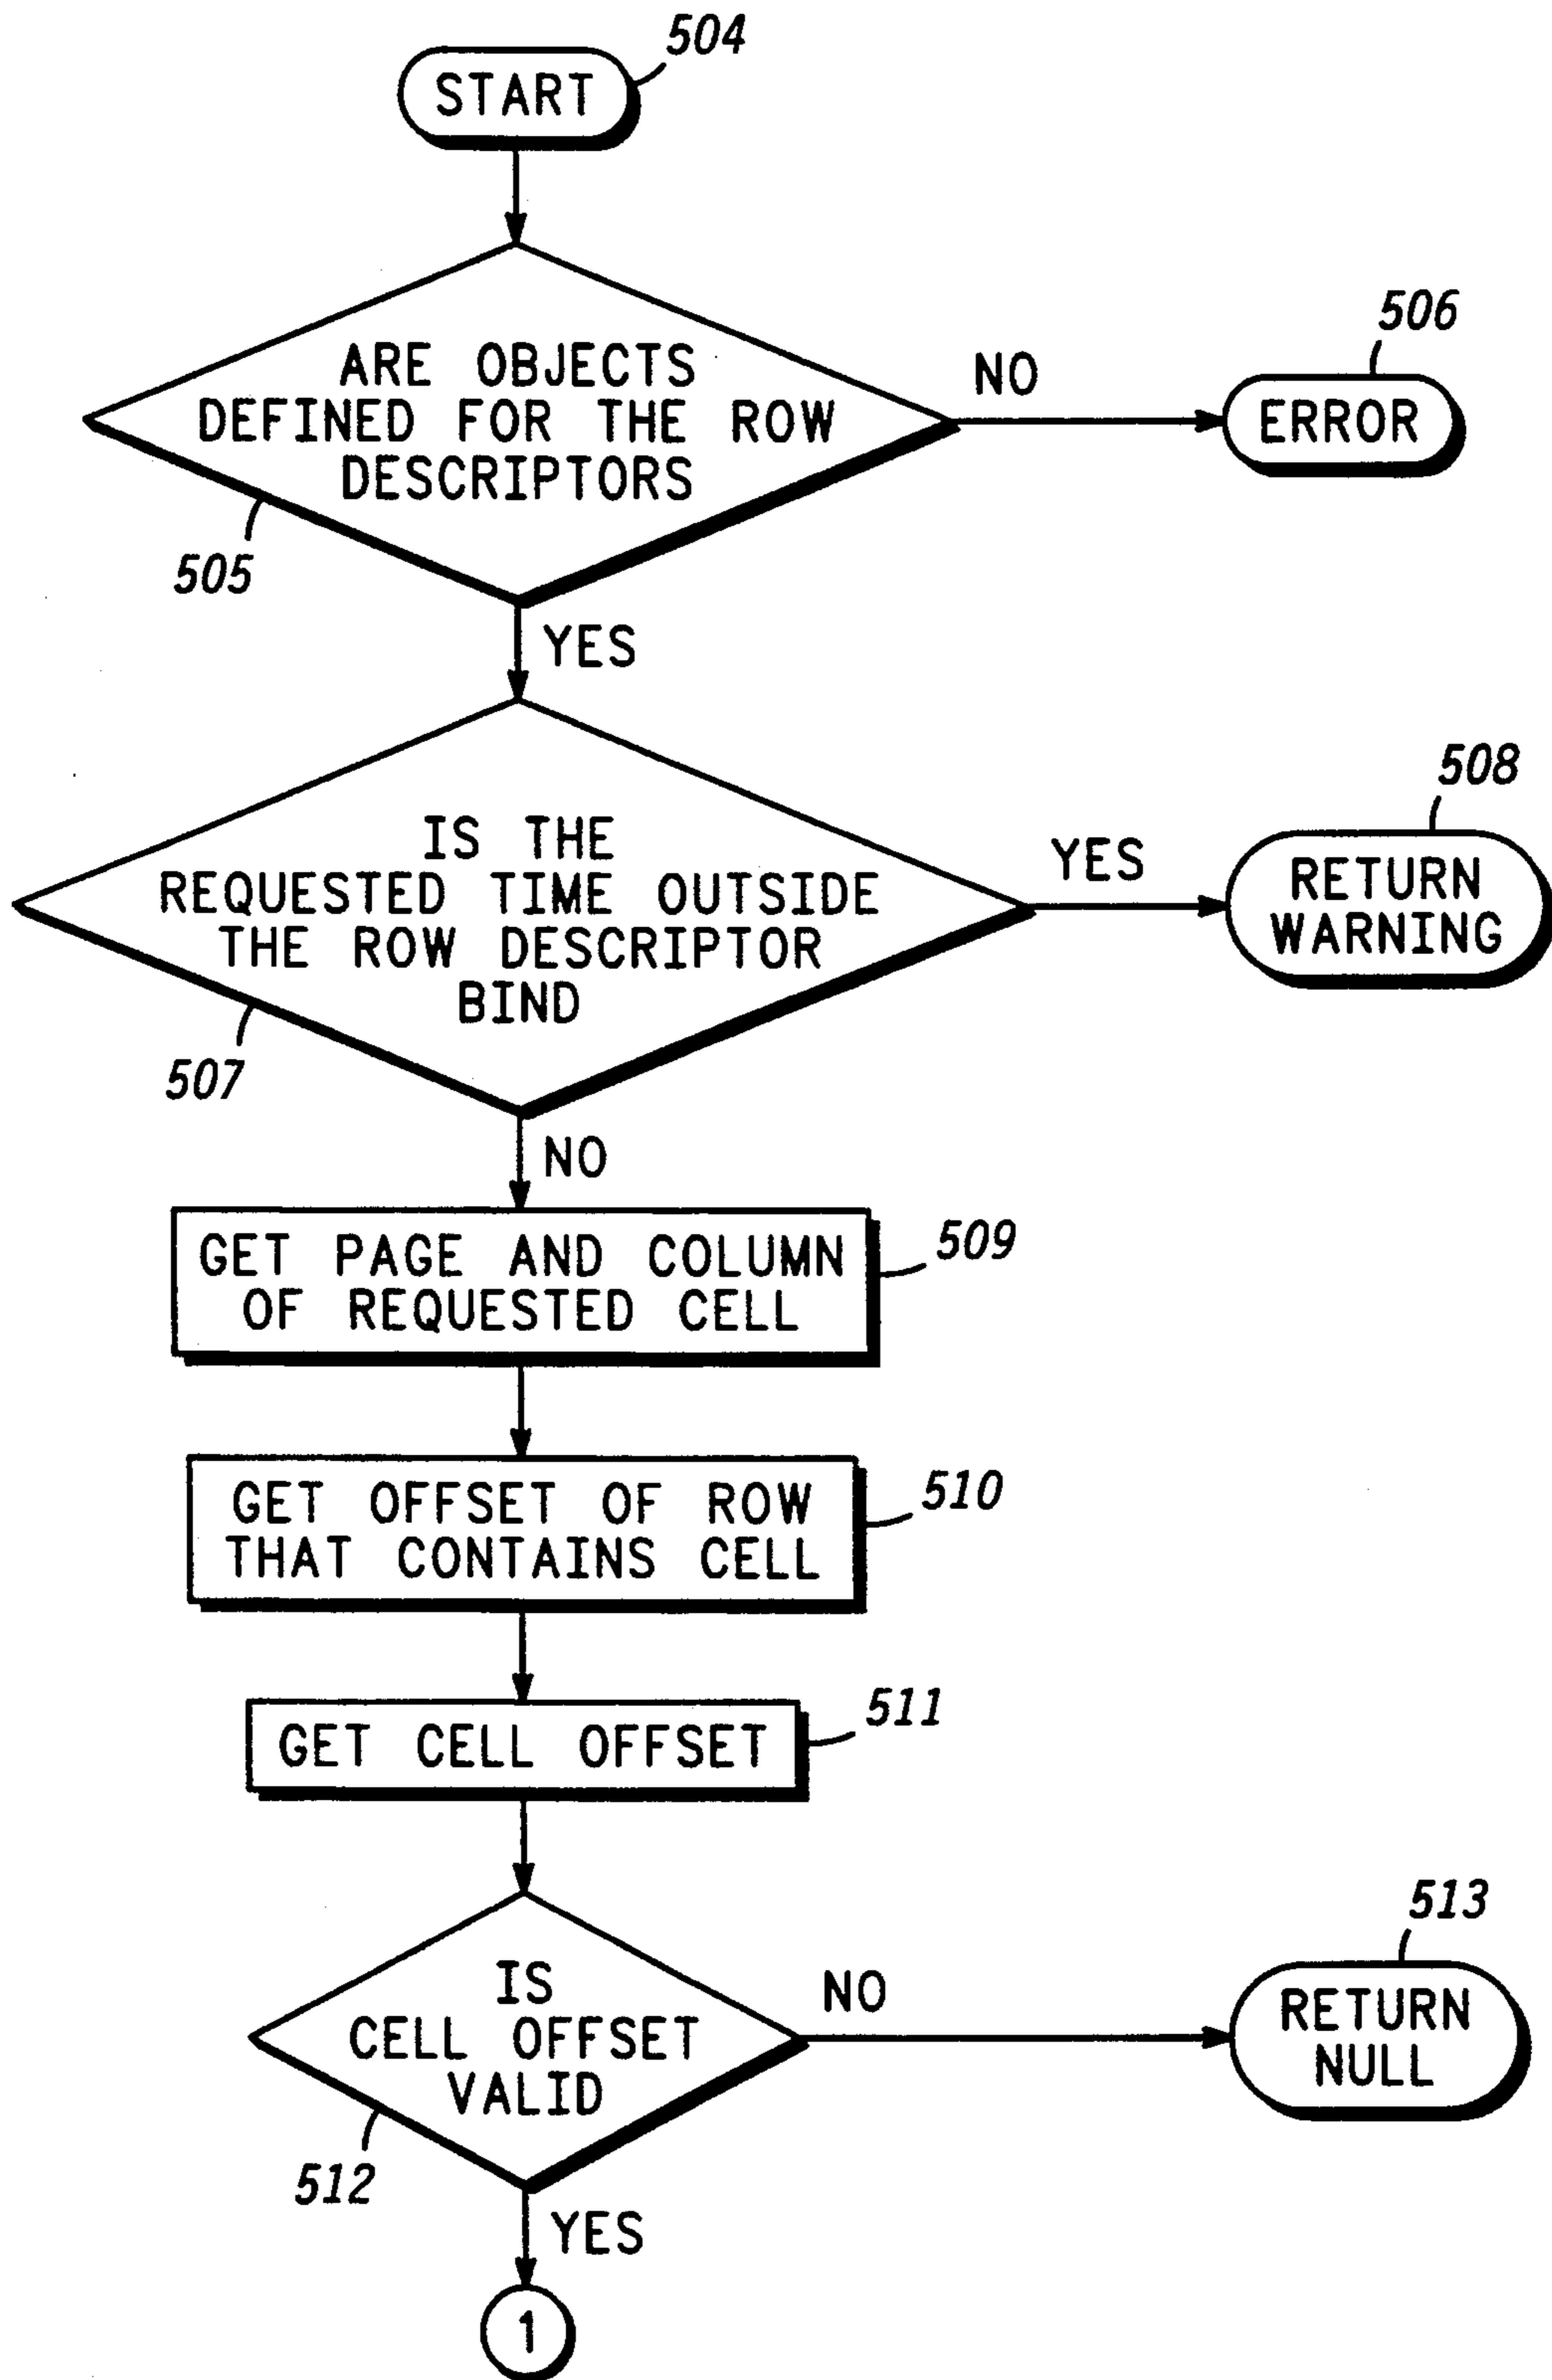 504
START
ARE OBJECTS
DEFINED FOR THE ROW
DESCRIPTORS
505
NO
506
ERROR
YES
IS THE
REQUESTED TIME OUTSIDE
THE ROW DESCRIPTOR
BIND
507
YES
508
RETURN
WARNING
NO
GET PAGE AND COLUMN
OF REQUESTED CELL
509
GET OFFSET OF ROW
THAT CONTAINS CELL
510
GET CELL OFFSET
511
IS
CELL OFFSET
VALID
512
NO
513
RETURN
NULL
YES
1